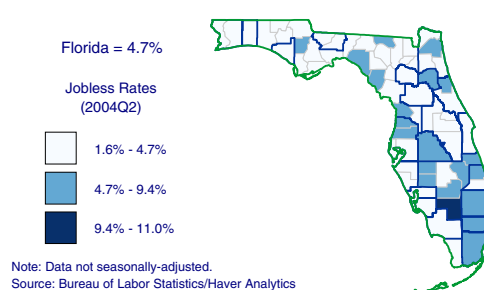 Florida = 4.7%
Jobless Rates
(2004Q2)
1.6% - 4.7%
4.7% - 9.4%
9.4% - 11.0%
Note: Data not seasonally-adjusted.
Source: Bureau of Labor Statistics/Haver Analytics